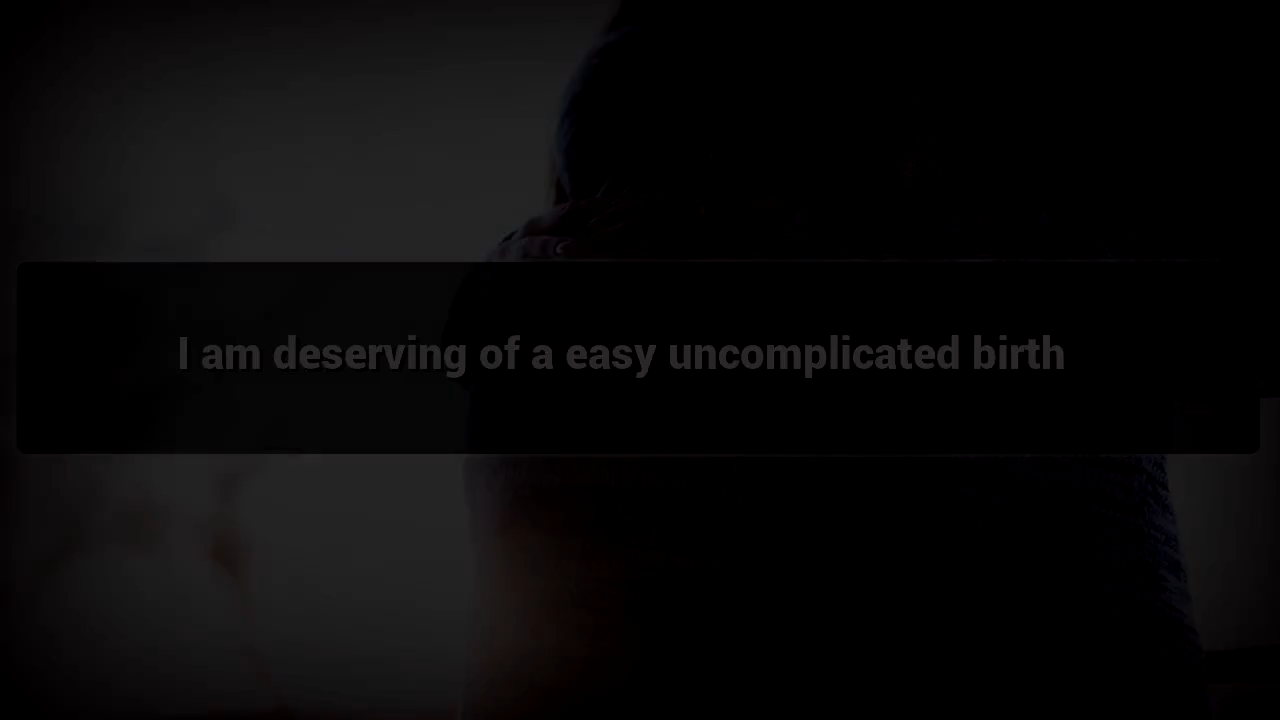 I am deserving of a easy uncomplicated birth